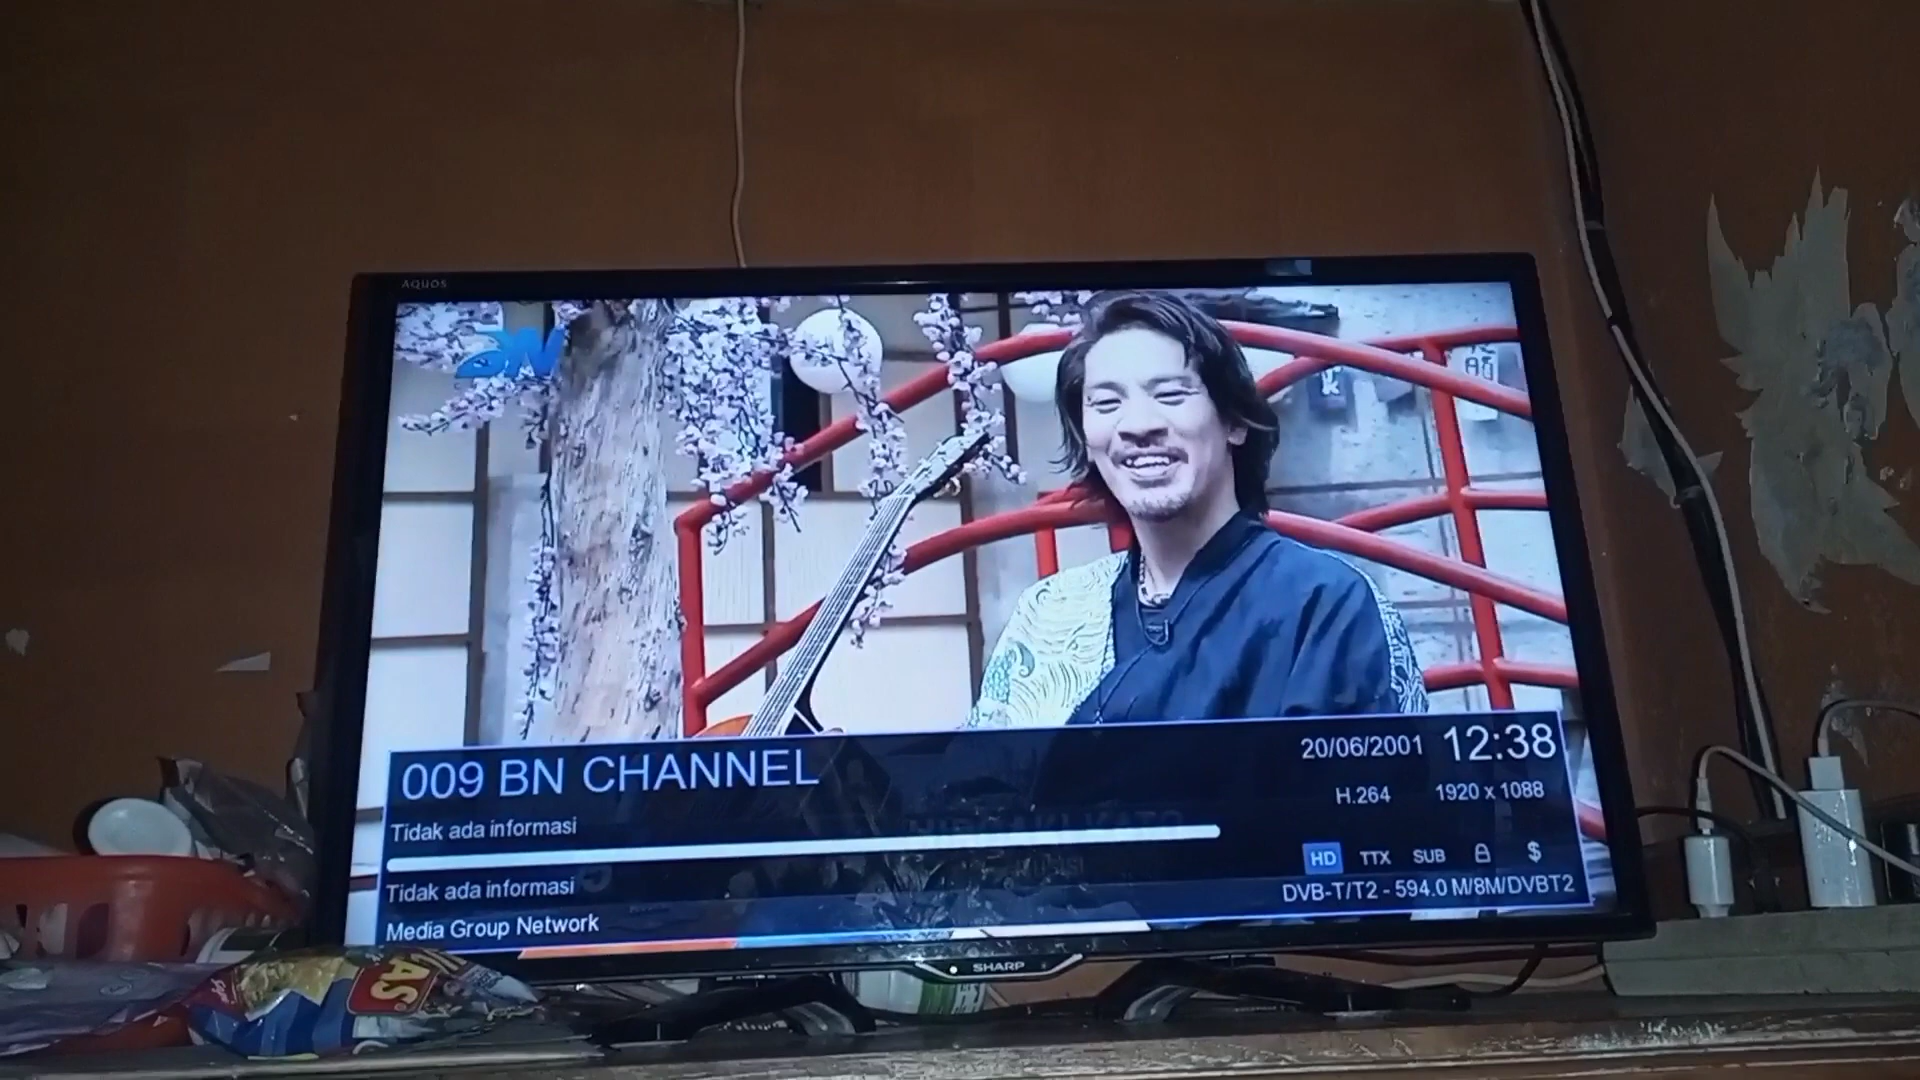 AQUOS
BN
009 BN CHANNEL
20/06/2001 12:38
H.264 1920 x 1088
Tidak ada informasi
HD TTX SUB $
Tidak ada informasi
DVB-T/T2 - 594.0 M/8M/DVBT2
Media Group Network
SHARP